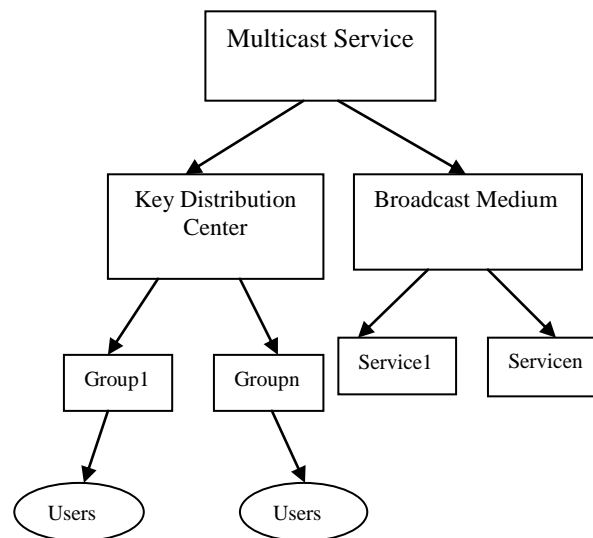 Multicast Service
Key Distribution
Center
Broadcast Medium
Group1
Groupn
Service1
Servicen
Users
Users